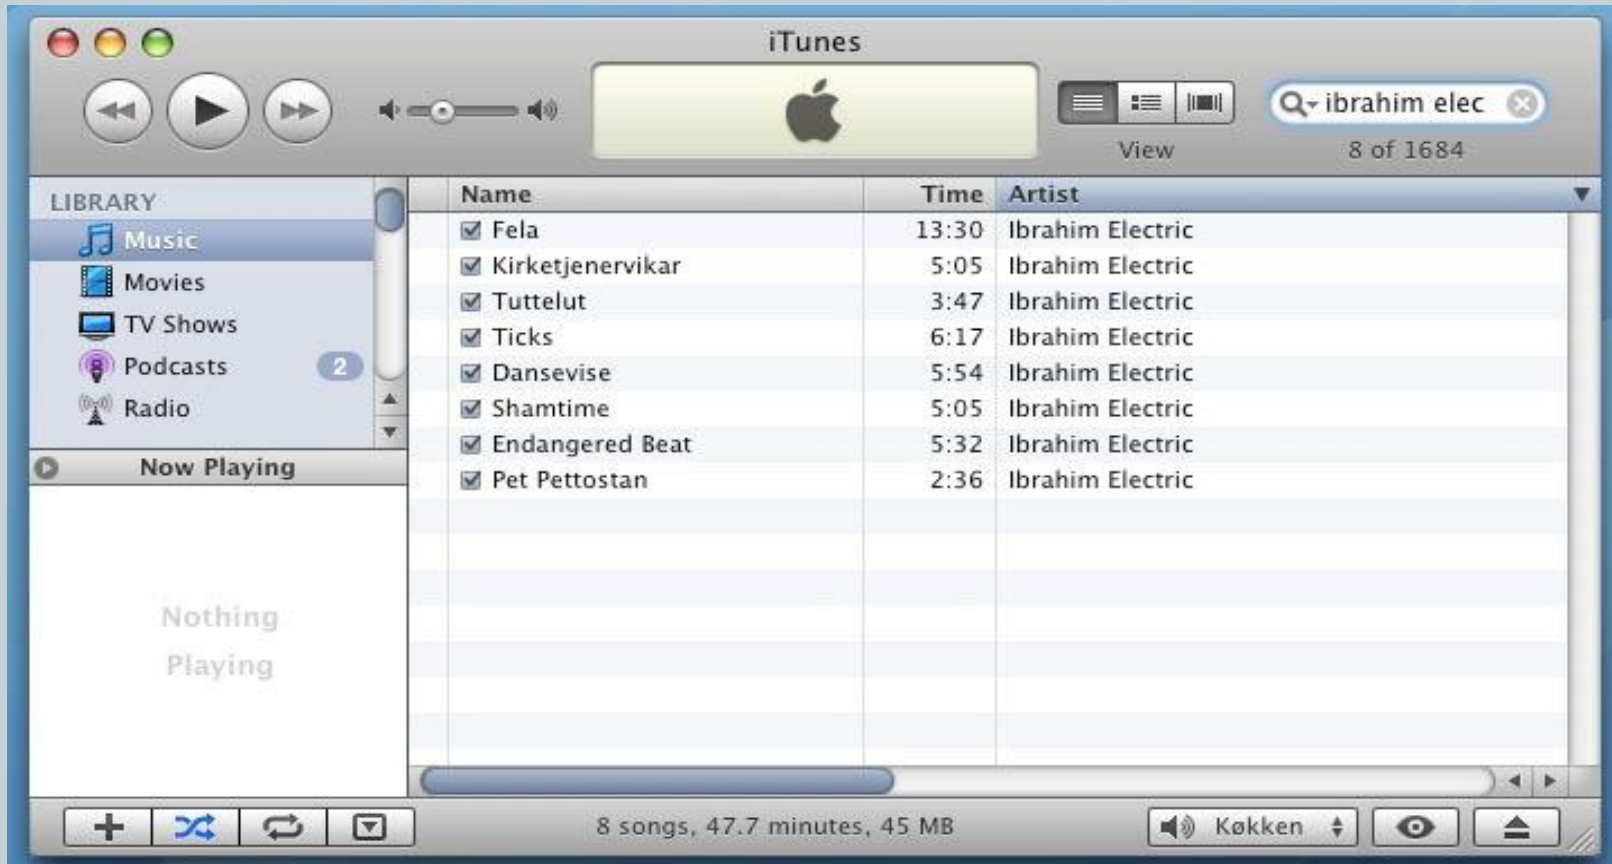 iTunes
ibrahim elec
View
8 of 1684
LIBRARY
Music
Movies
TV Shows
Podcasts 2
Radio
Now Playing
Nothing
Playing
Name Time Artist
Fela 13:30 Ibrahim Electric
Kirketjenervikar 5:05 Ibrahim Electric
Tuttelut 3:47 Ibrahim Electric
Ticks 6:17 Ibrahim Electric
Dansevise 5:54 Ibrahim Electric
Shamtime 5:05 Ibrahim Electric
Endangered Beat 5:32 Ibrahim Electric
Pet Pettostan 2:36 Ibrahim Electric
8 songs, 47.7 minutes, 45 MB
Køkken